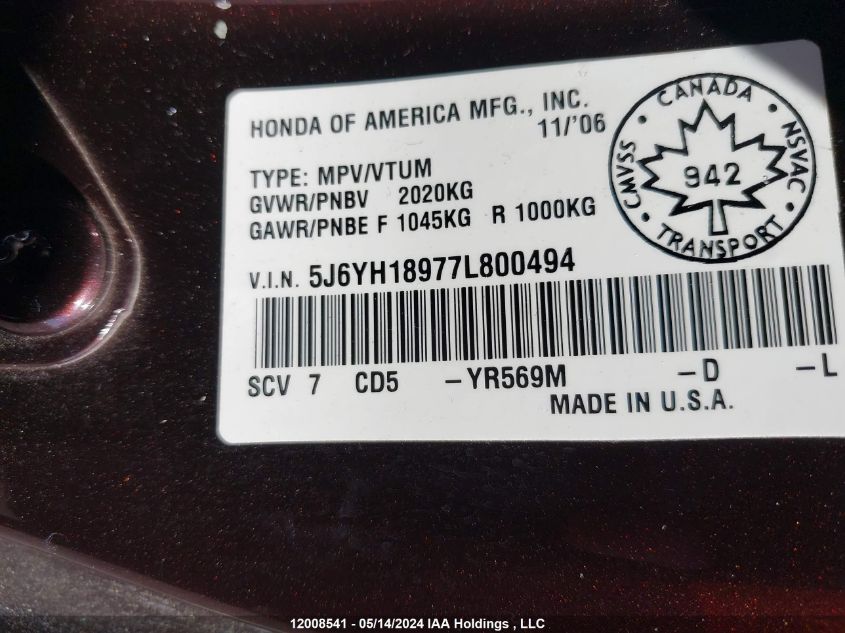 HONDA OF AMERICA MFG., INC.
11/'06
TYPE: MPV/VTUM
GVWR/PNBV 2020KG
GAWR/PNBE F 1045KG R 1000KG
CANADA
CMVSS
942
NSVAC
TRANSPORT
V.I.N. 5J6YH18977L800494
SCV 7 CD5 -YR569M -D -L
MADE IN U.S.A.
12008541 - 05/14/2024 IAA Holdings , LLC